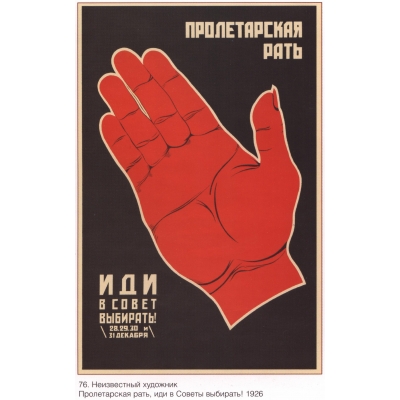 ПРОЛЕТАРСКАЯ
РАТЬ
ИДИ
В СОВЕТ
ВЫБИРАТЬ!
28.29.30 и
31 ДЕКАБРЯ
76. Неизвестный художник
Пролетарская рать, иди в Советы выбирать! 1926